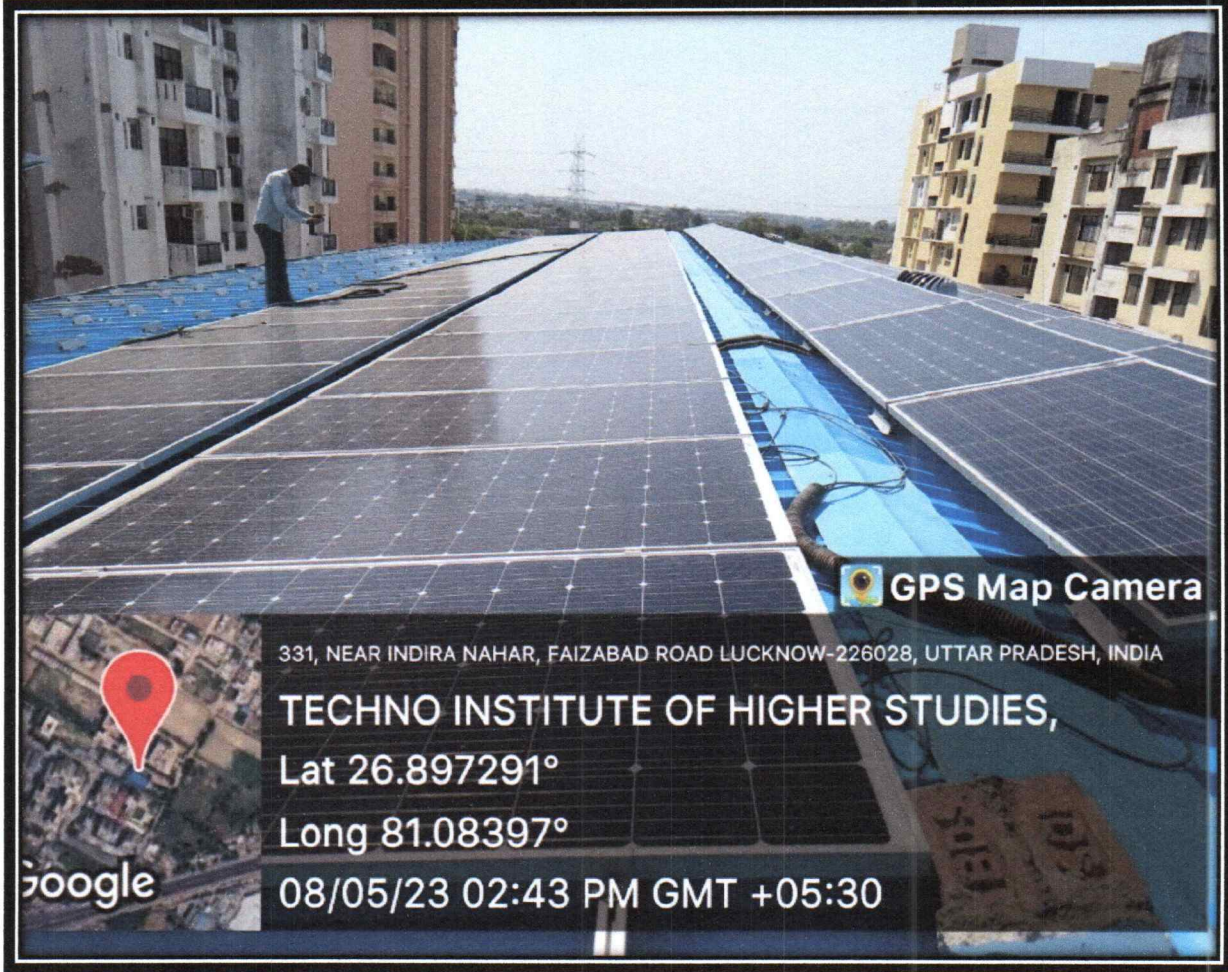 GPS Map Camera
331, NEAR INDIRA NAHAR, FAIZABAD ROAD LUCKNOW-226028, UTTAR PRADESH, INDIA
TECHNO INSTITUTE OF HIGHER STUDIES,
Lat 26.897291°
Long 81.08397°
08/05/23 02:43 PM GMT +05:30
Google